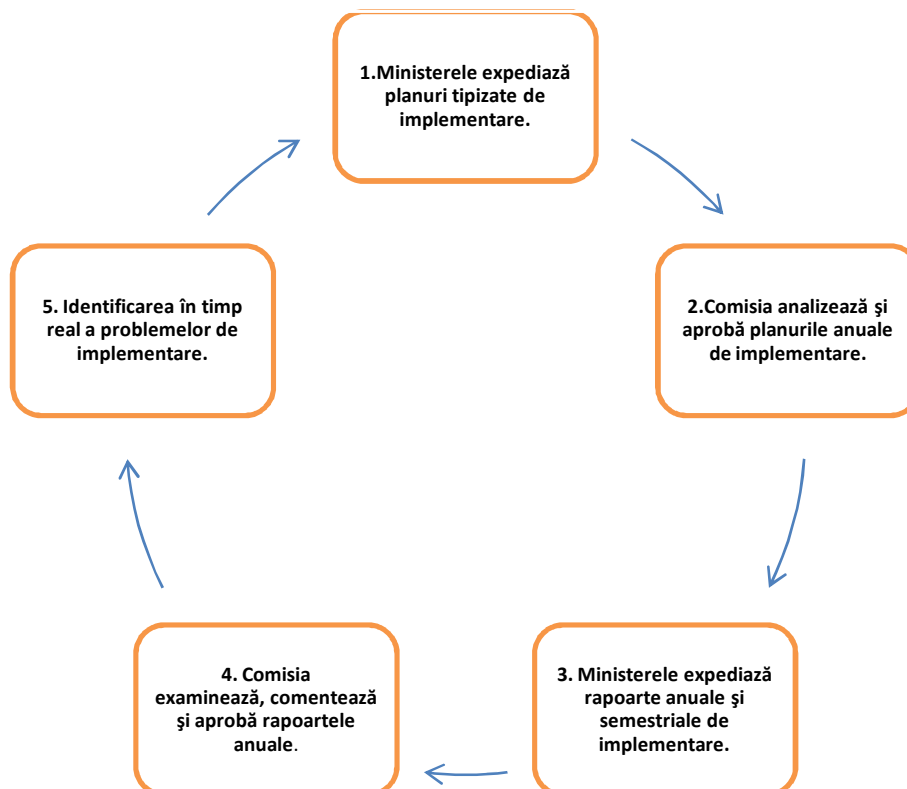 1.Ministerele expediază
planuri tipizate de
implementare.
2.Comisia analizează şi
aprobă planurile anuale
de implementare.
3. Ministerele expediază
rapoarte anuale şi
semestriale de
implementare.
4. Comisia
examinează, comentează
şi aprobă rapoartele
anuale.
5. Identificarea în timp
real a problemelor de
implementare.